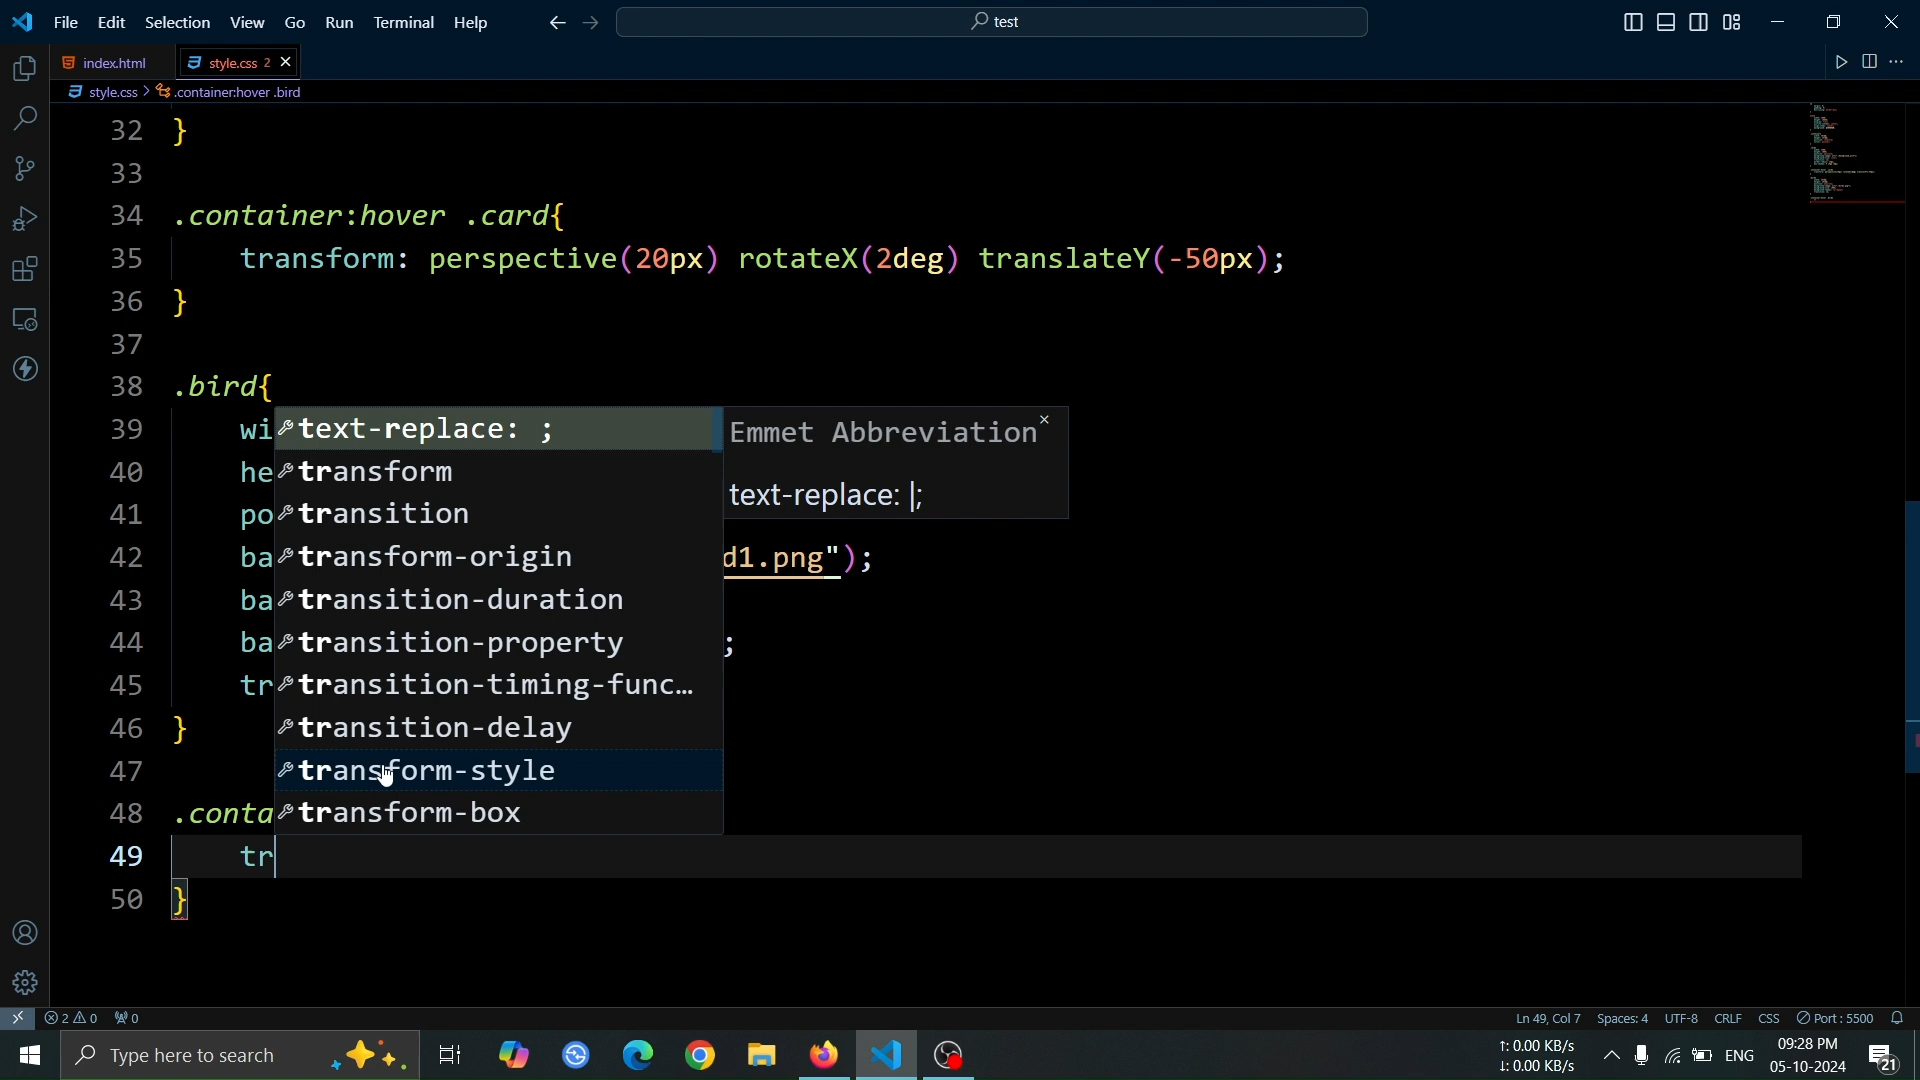 File Edit Selection View Go Run Terminal Help
test
index.html
style.css 2
style.css > .container:hover .bird
32 }
33
34 .container:hover .card{
35 transform: perspective(20px) rotateX(2deg) translateY(-50px);
36 }
37
38 .bird{
39 wi
40 he
41 po
42 ba d1.png");
43 ba
44 ba ;
45 tr
46 }
47
48 .conta
49 tr
50 }
text-replace: ;
transform
transition
transform-origin
transition-duration
transition-property
transition-timing-func…
transition-delay
transform-style
transform-box
Emmet Abbreviation
text-replace: |;
2 0 0
Ln 49, Col 7 Spaces: 4 UTF-8 CRLF CSS Port : 5500
Type here to search
↑: 0.00 KB/s
↓: 0.00 KB/s
ENG
09:28 PM
05-10-2024
21